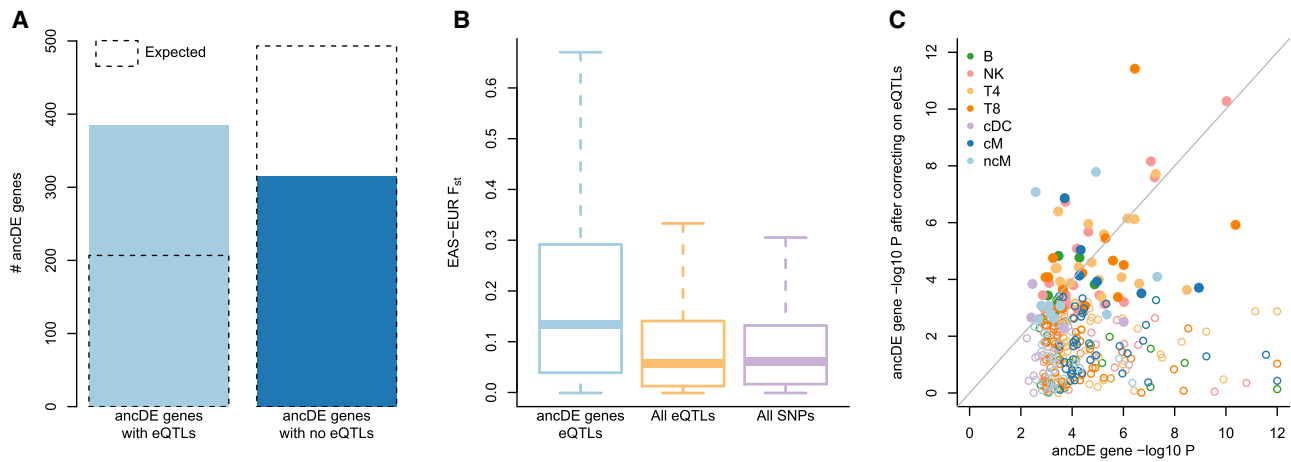 A
500
400
300
200
100
0
# ancDE genes
Expected
ancDE genes
with eQTLs
ancDE genes
with no eQTLs
B
0.6
0.5
0.4
0.3
0.2
0.1
0.0
EAS−EUR Fst
ancDE genes
eQTLs
All eQTLs
All SNPs
C
12
10
8
6
4
2
0
ancDE gene −log10 P after correcting on eQTLs
B
NK
T4
T8
cDC
cM
ncM
0 2 4 6 8 10 12
ancDE gene −log10 P